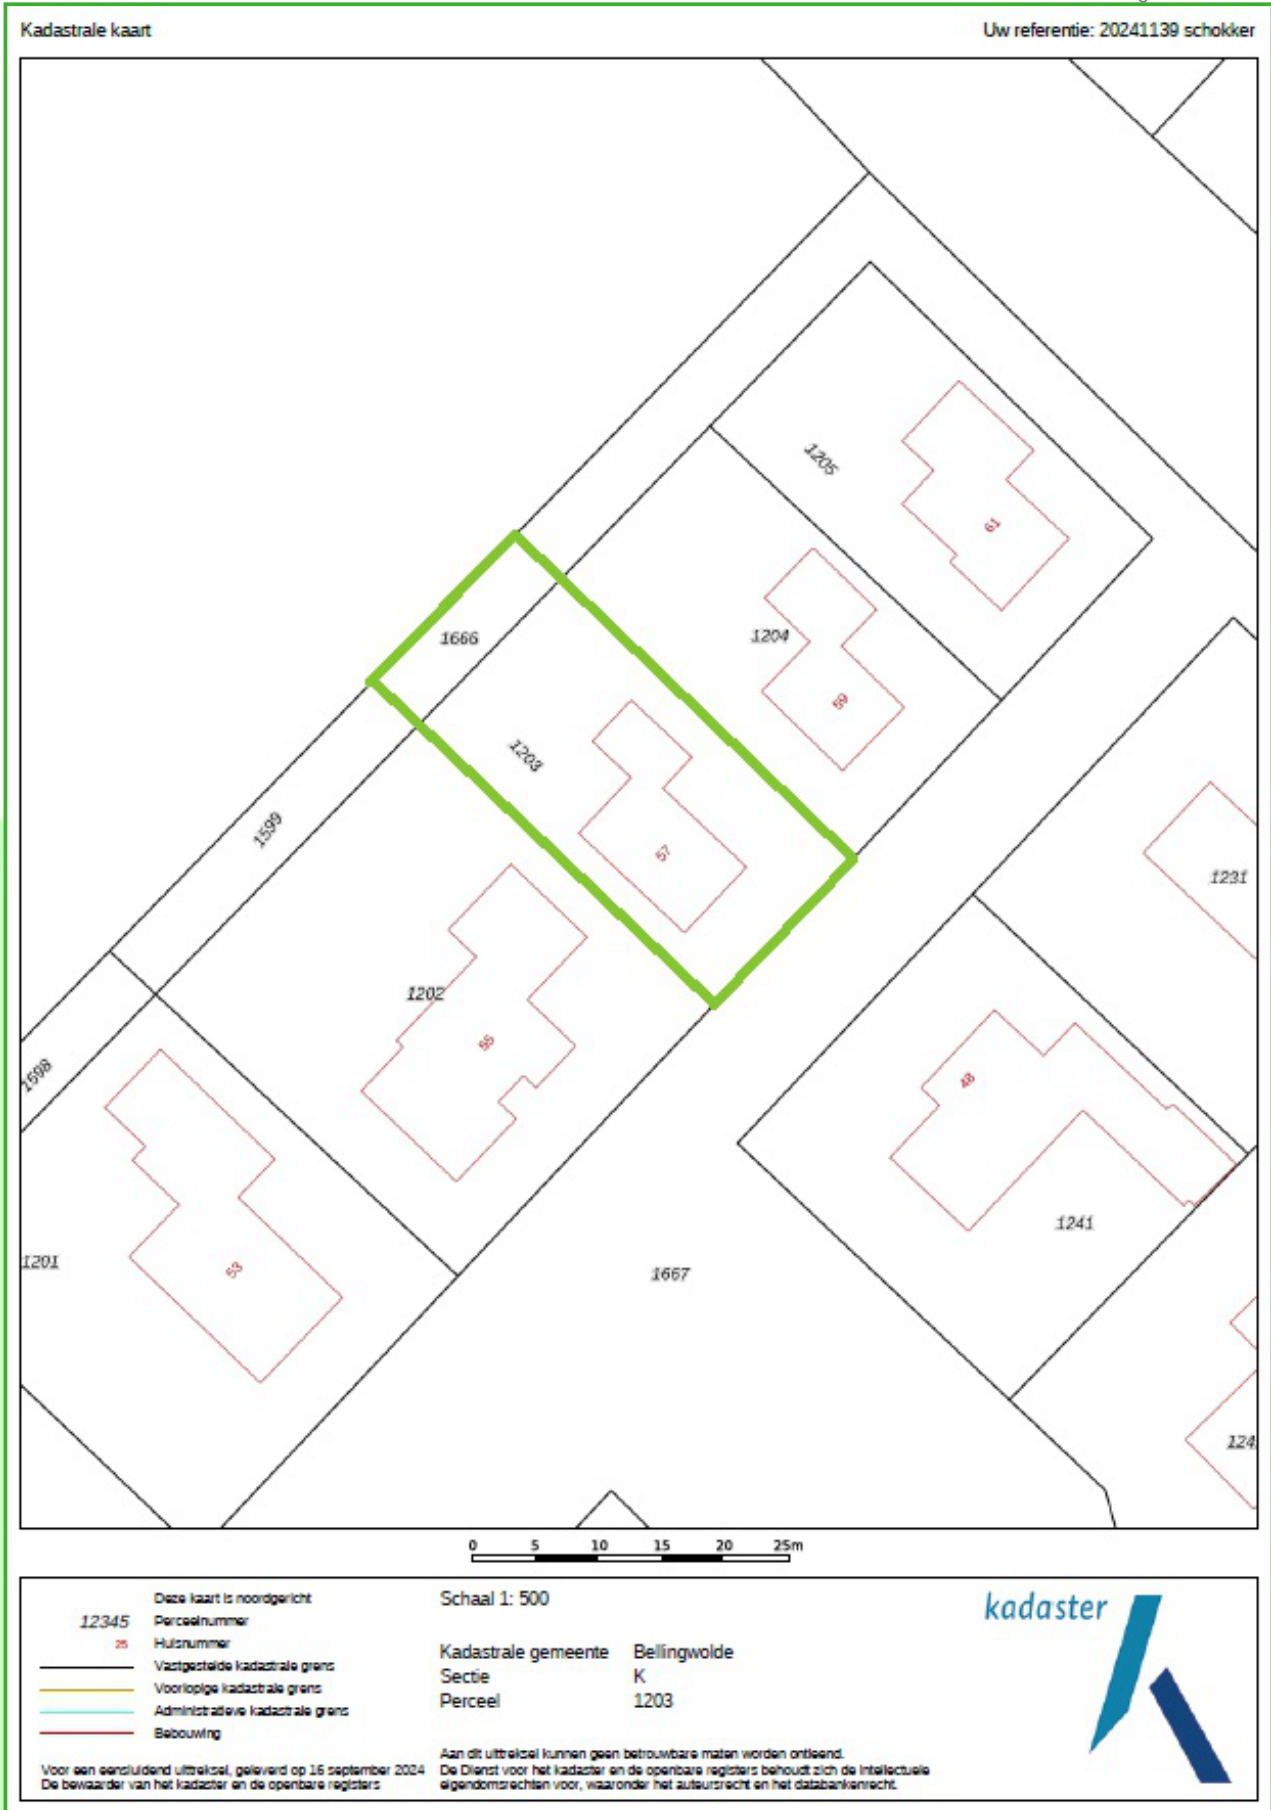 Kadastrale kaart
Uw referentie: 20241139 schokker
1205
61
1204
59
1666
1203
57
1599
1231
1202
55
1598
48
1241
1201
53
1667
124
0 5 10 15 20 25m
Deze kaart is noordgericht
12345 Perceelnummer
25 Huisnummer
Vastgestelde kadastrale grens
Voorlopige kadastrale grens
Administratieve kadastrale grens
Bebouwing
Voor een eensluidend uittreksel, geleverd op 16 september 2024
De bewaarder van het kadaster en de openbare registers
Schaal 1: 500
Kadastrale gemeente Bellingwolde
Sectie K
Perceel 1203
Aan dit uittreksel kunnen geen betrouwbare maten worden ontleend.
De Dienst voor het kadaster en de openbare registers behoudt zich de intellectuele
eigendomsrechten voor, waaronder het auteursrecht en het databankenrecht.
kadaster